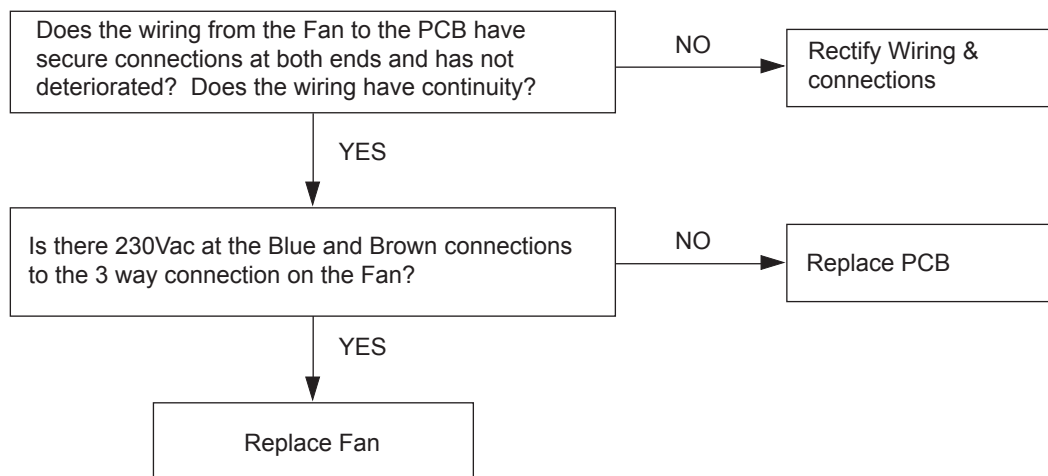 Does the wiring from the Fan to the PCB have
secure connections at both ends and has not
deteriorated?  Does the wiring have continuity?
NO
Rectify Wiring &
connections
YES
Is there 230Vac at the Blue and Brown connections
to the 3 way connection on the Fan?
NO
Replace PCB
YES
Replace Fan